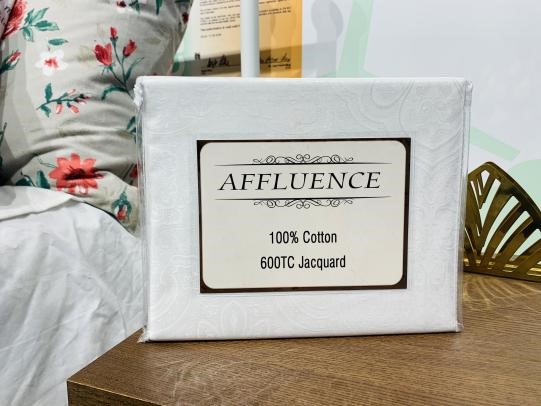 AFFLUENCE
100% Cotton
600TC Jacquard